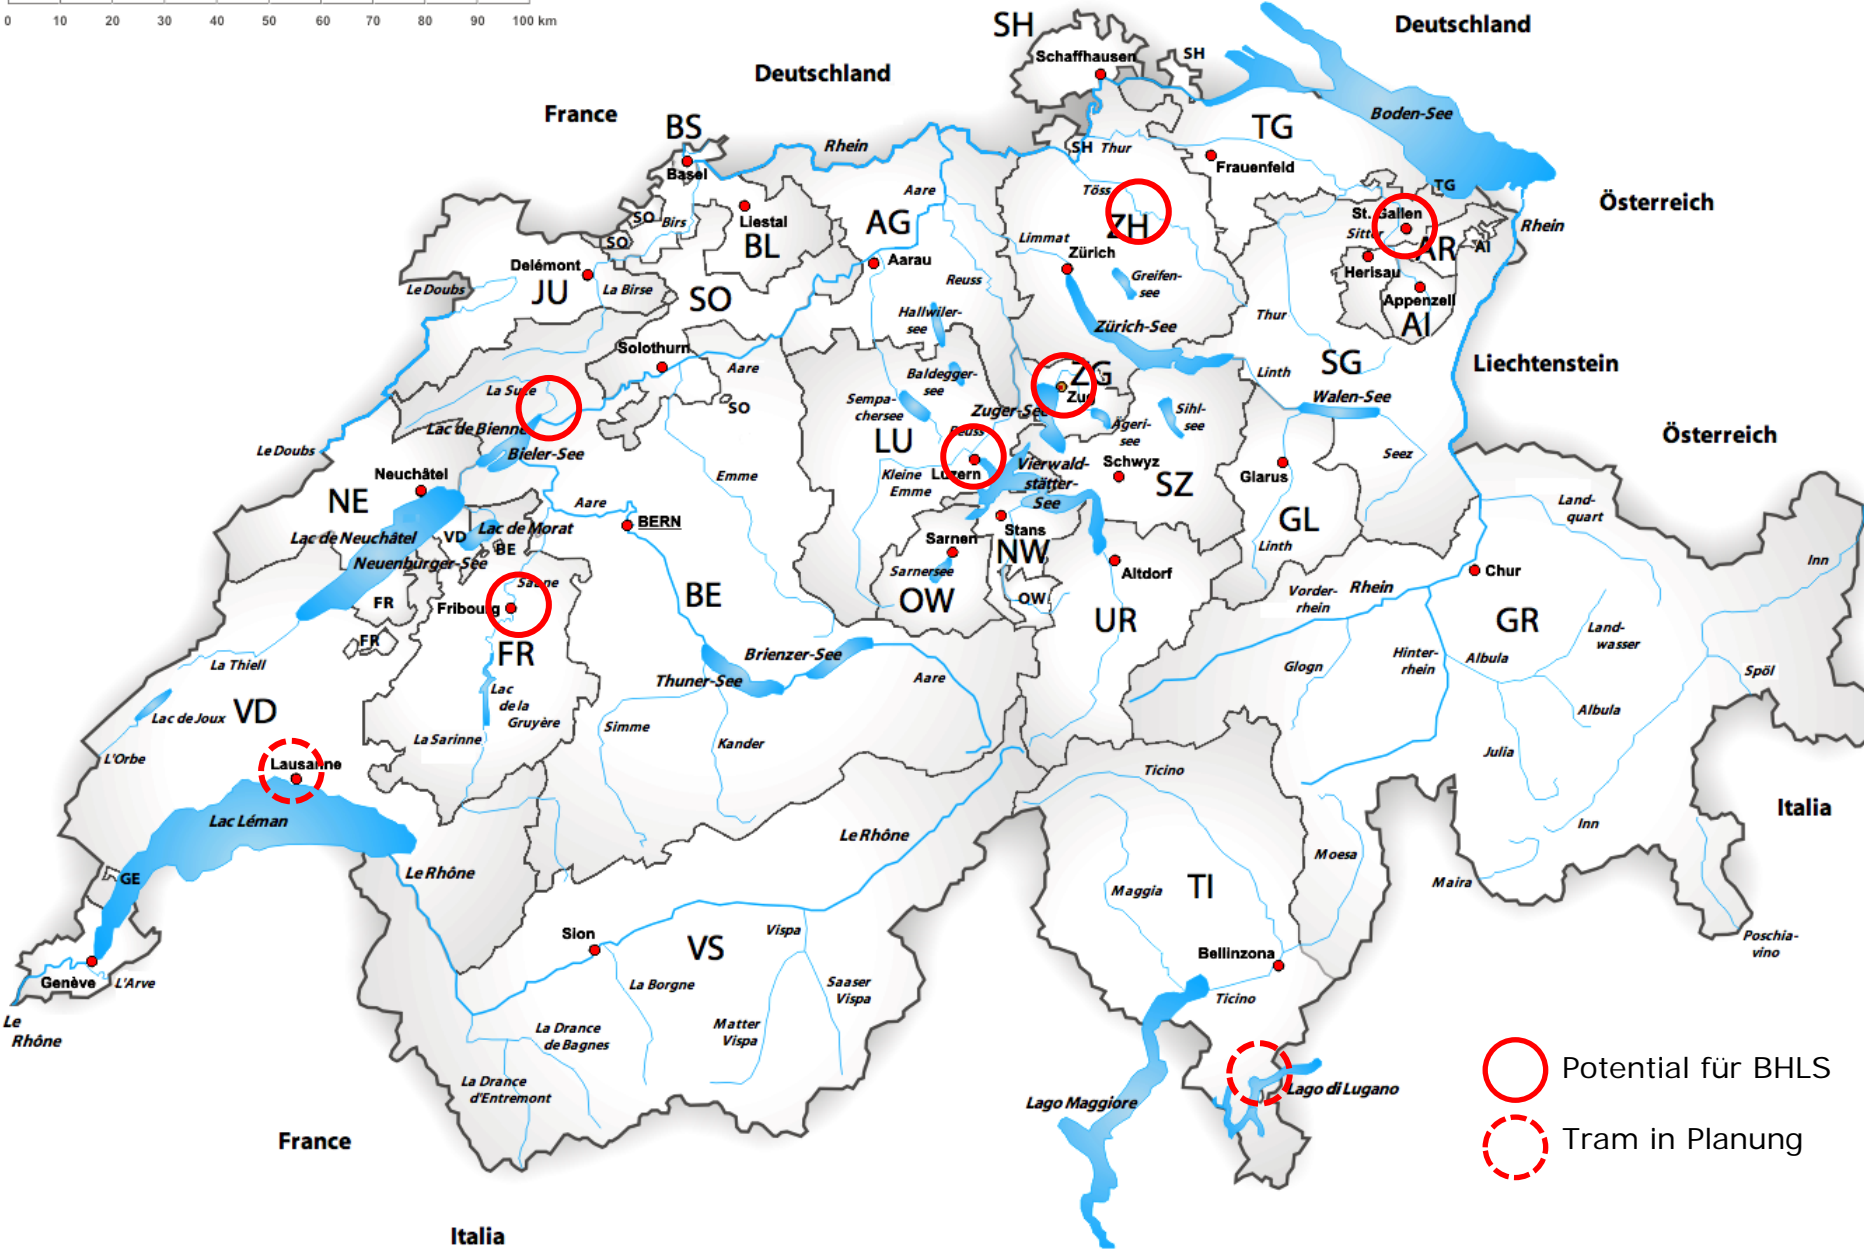 0 10 20 30 40 50 60 70 80 90 100 km
SH
Deutschland
Schaffhausen
SH
Deutschland
France
Boden-See
BS
TG
Rhein
SH
Thur
Basel
Frauenfeld
TG
Aare
Töss
Österreich
Liestal
SO
Birs
AG
ZH
St. Gallen
Rhein
SO
BL
Limmat
Sitter
AR
AI
Zürich
Delémont
Aarau
Herisau
Le Doubs
JU
La Birse
SO
Reuss
Greifen-
see
Appenzell
Hallwiler-
see
Thur
AI
Zürich-See
Solothurn
Liechtenstein
Aare
Baldegger-
see
ZG
Linth
SG
La Suze
Zug
Walen-See
SO
Sempa-
chersee
Zuger-See
Ägeri-
see
Sihl-
see
Lac de Bienne
LU
Reuss
Österreich
Le Doubs
Bieler-See
Neuchâtel
Emme
Kleine
Emme
Luzern
Vierwald-
stätter-
See
Schwyz
SZ
Glarus
Seez
NE
Aare
BERN
Land-
quart
Lac de Neuchâtel
VD
Lac de Morat
BE
Stans
GL
Neuenburger-See
Sarnen
NW
Linth
Inn
Saane
Sarnersee
Altdorf
Chur
FR
Fribourg
BE
OW
OW
Vorder-
rhein
Rhein
UR
GR
FR
FR
Land-
wasser
La Thiell
Brienzer-See
Hinter-
rhein
Albula
Thuner-See
Aare
Glogn
Spöl
Lac
de la
Gruyère
VD
Lac de Joux
Albula
Simme
Kander
La Sarinne
Julia
L'Orbe
Lausanne
Ticino
Italia
Lac Léman
Le Rhône
Inn
Moesa
GE
Le Rhône
Maggia
TI
Maira
Sion
VS
Vispa
Bellinzona
Poschia-
vino
Genève
L'Arve
La Borgne
Saaser
Vispa
Ticino
Le
Rhône
La Drance
de Bagnes
Matter
Vispa
Potential für BHLS
La Drance
d'Entremont
Lago Maggiore
Lago di Lugano
France
Tram in Planung
Italia